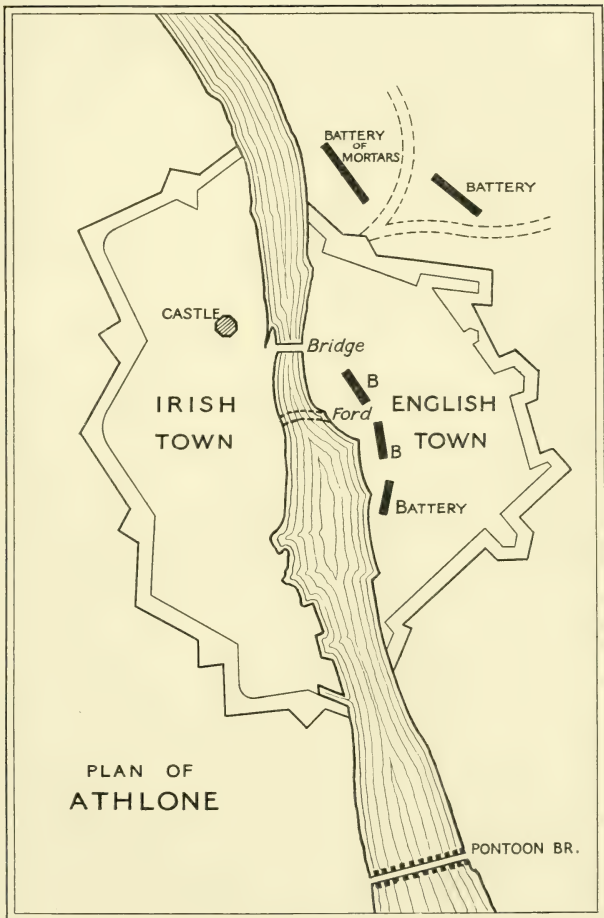 BATTERY
OF
MORTARS
BATTERY
CASTLE
Bridge
B
IRISH
TOWN
Ford
ENGLISH
TOWN
B
BATTERY
PLAN OF
ATHLONE
PONTOON BR.